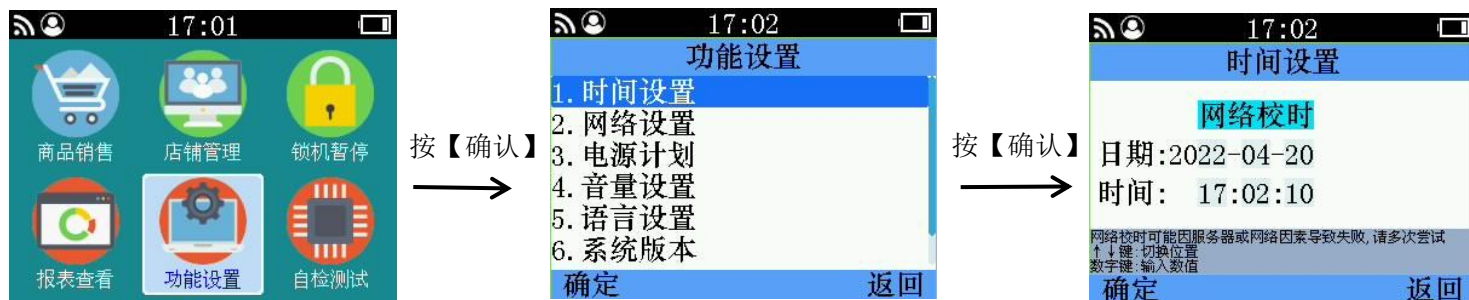 17:01
商品销售 店铺管理 锁机暂停
报表查看 功能设置 自检测试
按【确认】
17:02
功能设置
1.时间设置
2.网络设置
3.电源计划
4.音量设置
5.语言设置
6.系统版本
确定 返回
按【确认】
17:02
时间设置
网络校时
日期:2022-04-20
时间: 17:02:10
网络校时可能因服务器或网络因素导致失败,请多次尝试
↑↓键:切换位置
数字键:输入数值
确定 返回